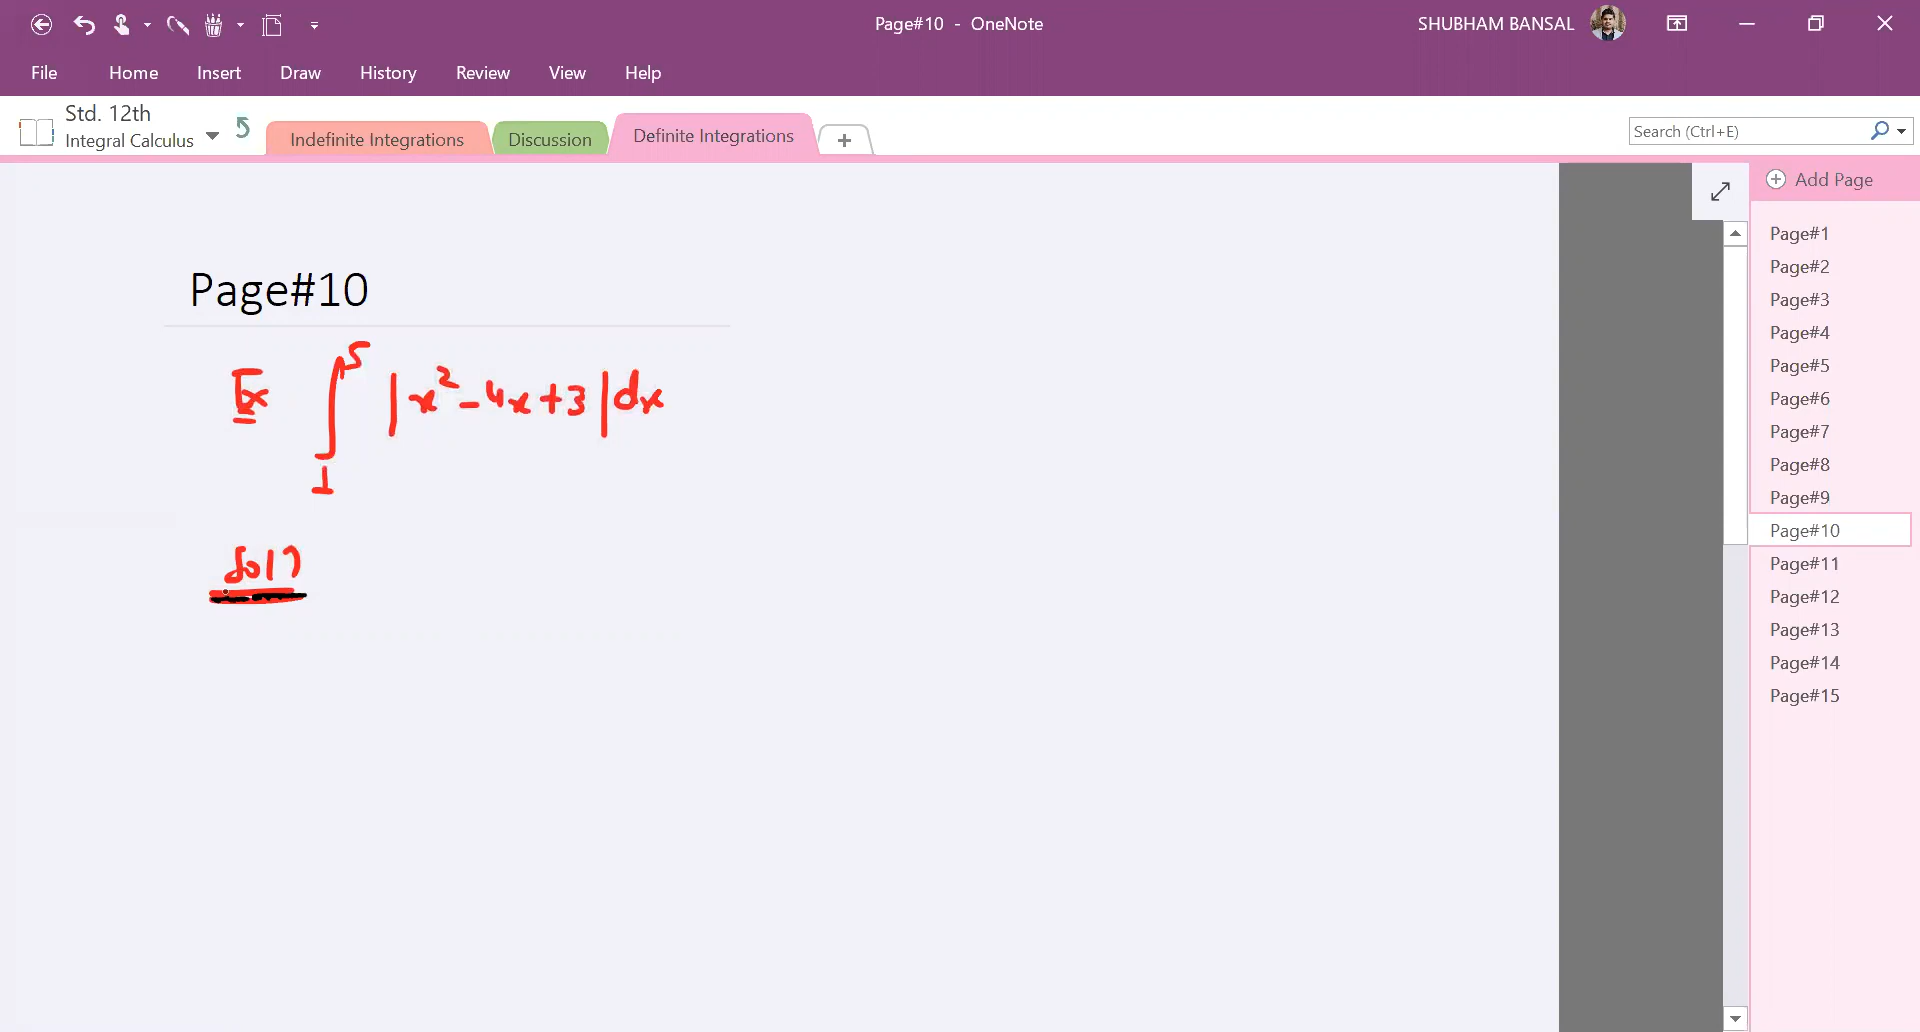 Page#10 - OneNote
SHUBHAM BANSAL
File Home Insert Draw History Review View Help
Std. 12th
Integral Calculus
Indefinite Integrations
Discussion
Definite Integrations
+
Search (Ctrl+E)
Add Page
Page#1
Page#2
Page#3
Page#4
Page#5
Page#6
Page#7
Page#8
Page#9
Page#10
Page#11
Page#12
Page#13
Page#14
Page#15
Page#10
Ex ∫₁⁵ |x²-4x+3|dx
Sol?